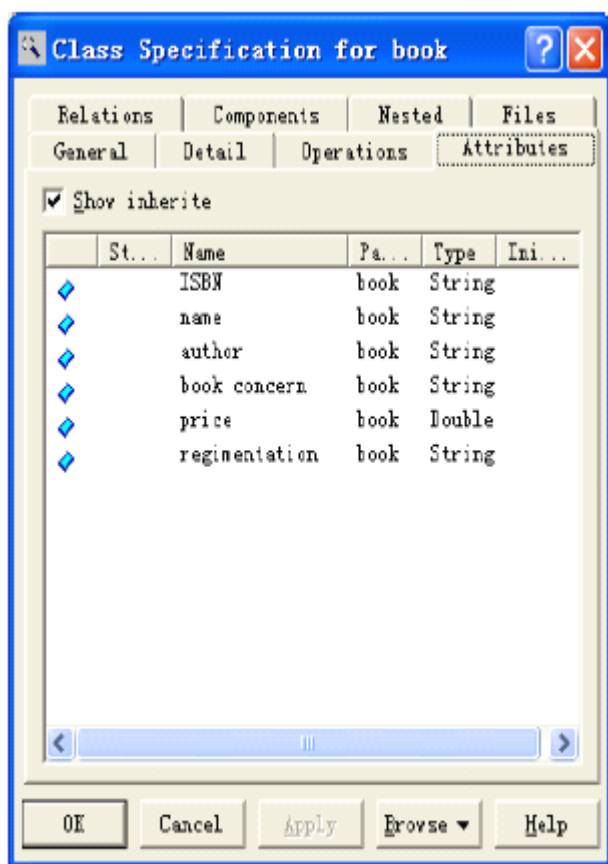 Class Specification for book
Relations Components Nested Files
General Detail Operations Attributes
Show inherite
St... Name Pa... Type Ini...
ISBN book String
name book String
author book String
book concern book String
price book Double
regimentation book String
OK Cancel Apply Browse Help